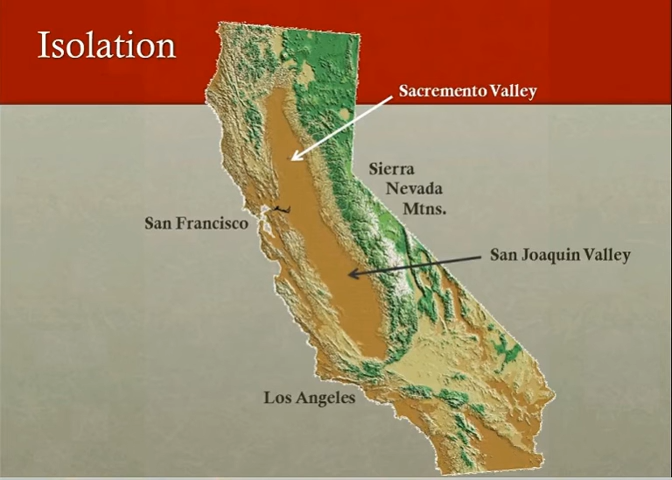 Isolation
Sacremento Valley
Sierra
Nevada
Mtns.
San Francisco
San Joaquin Valley
Los Angeles